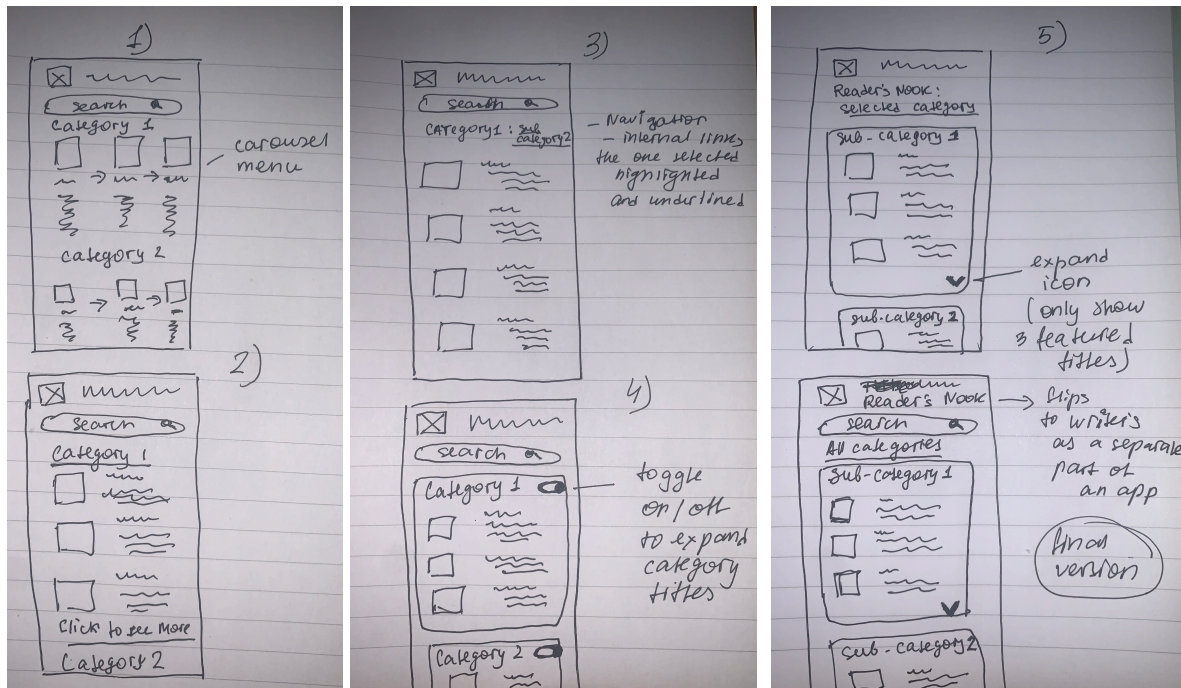 1)
search
Category 1
carousel
menu
category 2
2)
search
Category 1
Click to see More
Category 2
3)
search
CATegory1: sub
category2
- Navigation
- internal links,
the one selected
highlighted
and underlined
4)
search
Category 1
toggle
on/off
to expand
category
titles
Category 2
5)
Reader's NOOK:
selected category
Sub-category 1
expand
icon
(only show
3 featured
titles)
sub-category 2
Reader's NOOK
flips
to writer's
as a separate
part of
an app
search
All categories
Sub-category 1
final
version
Sub-category 2